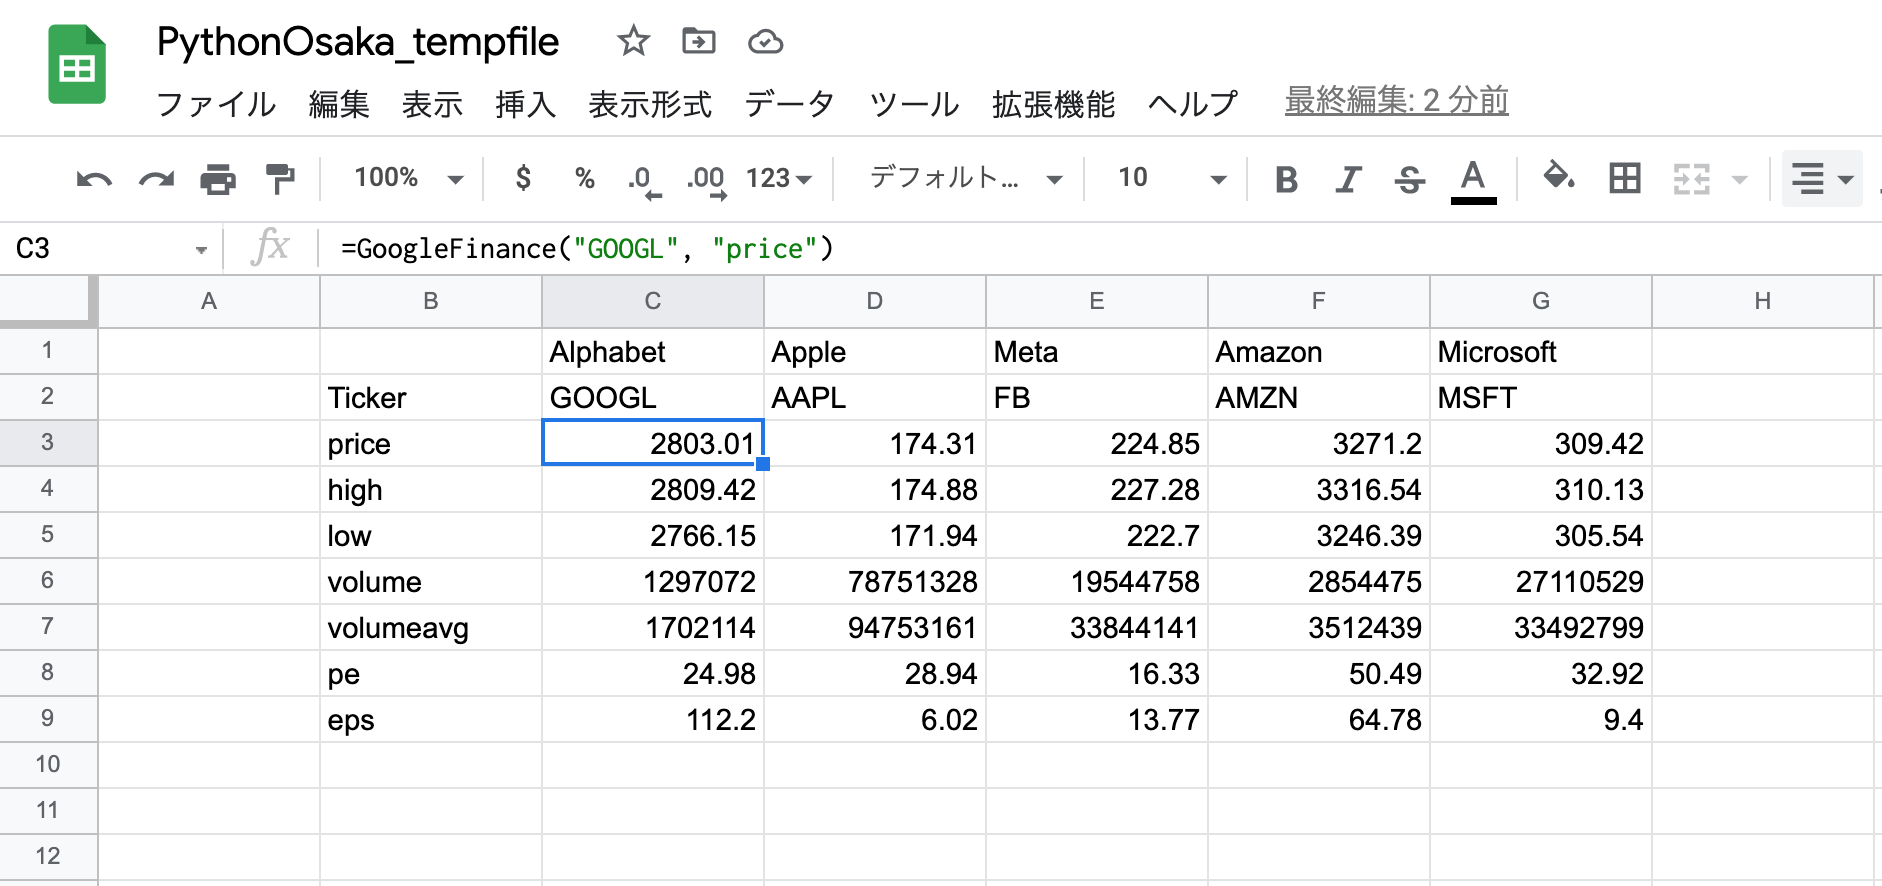 PythonOsaka_tempfile
ファイル 編集 表示 挿入 表示形式 データ ツール 拡張機能 ヘルプ 最終編集: 2 分前
100% $ % .0 .00 123 デフォルト... 10 B I S A
C3 fx =GoogleFinance("GOOGL", "price")
A B C D E F G H
1 Alphabet Apple Meta Amazon Microsoft
2 Ticker GOOGL AAPL FB AMZN MSFT
3 price 2803.01 174.31 224.85 3271.2 309.42
4 high 2809.42 174.88 227.28 3316.54 310.13
5 low 2766.15 171.94 222.7 3246.39 305.54
6 volume 1297072 78751328 19544758 2854475 27110529
7 volumeavg 1702114 94753161 33844141 3512439 33492799
8 pe 24.98 28.94 16.33 50.49 32.92
9 eps 112.2 6.02 13.77 64.78 9.4
10
11
12